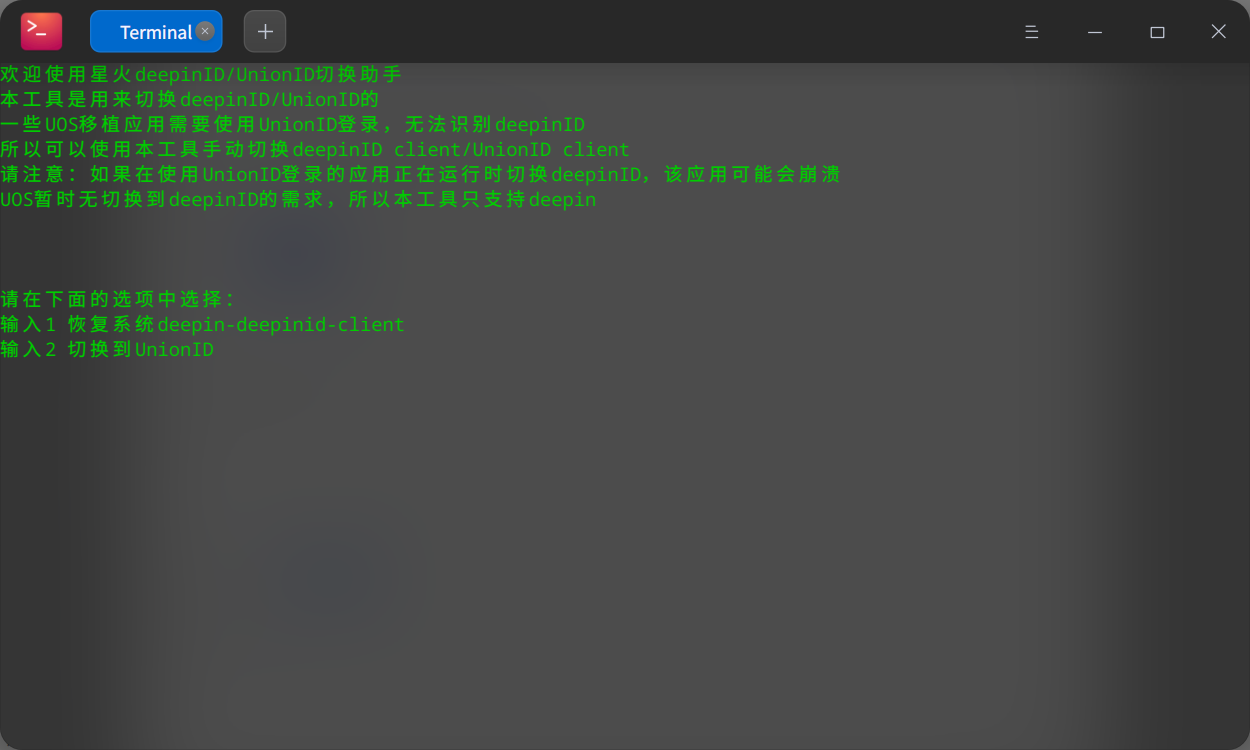 Terminal
欢迎使用星火deepinID/UnionID切换助手
本工具是用来切换deepinID/UnionID的
一些UOS移植应用需要使用UnionID登录，无法识别deepinID
所以可以使用本工具手动切换deepinID client/UnionID client
请注意：如果在使用UnionID登录的应用正在运行时切换deepinID，该应用可能会崩溃
UOS暂时无切换到deepinID的需求，所以本工具只支持deepin
请在下面的选项中选择：
输入1 恢复系统deepin-deepinid-client
输入2 切换到UnionID